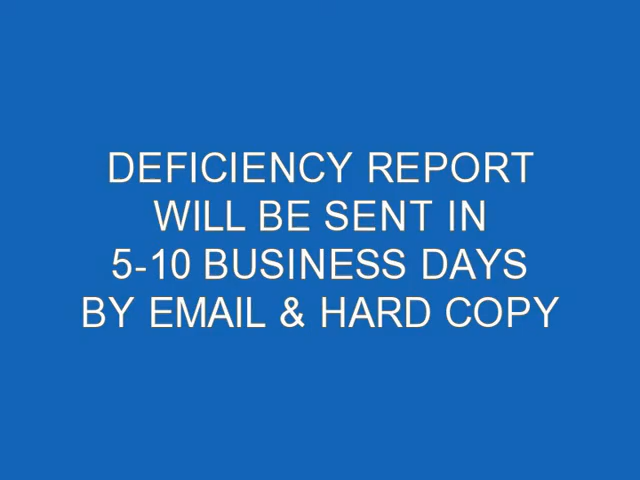 DEFICIENCY REPORT
WILL BE SENT IN
5-10 BUSINESS DAYS
BY EMAIL & HARD COPY